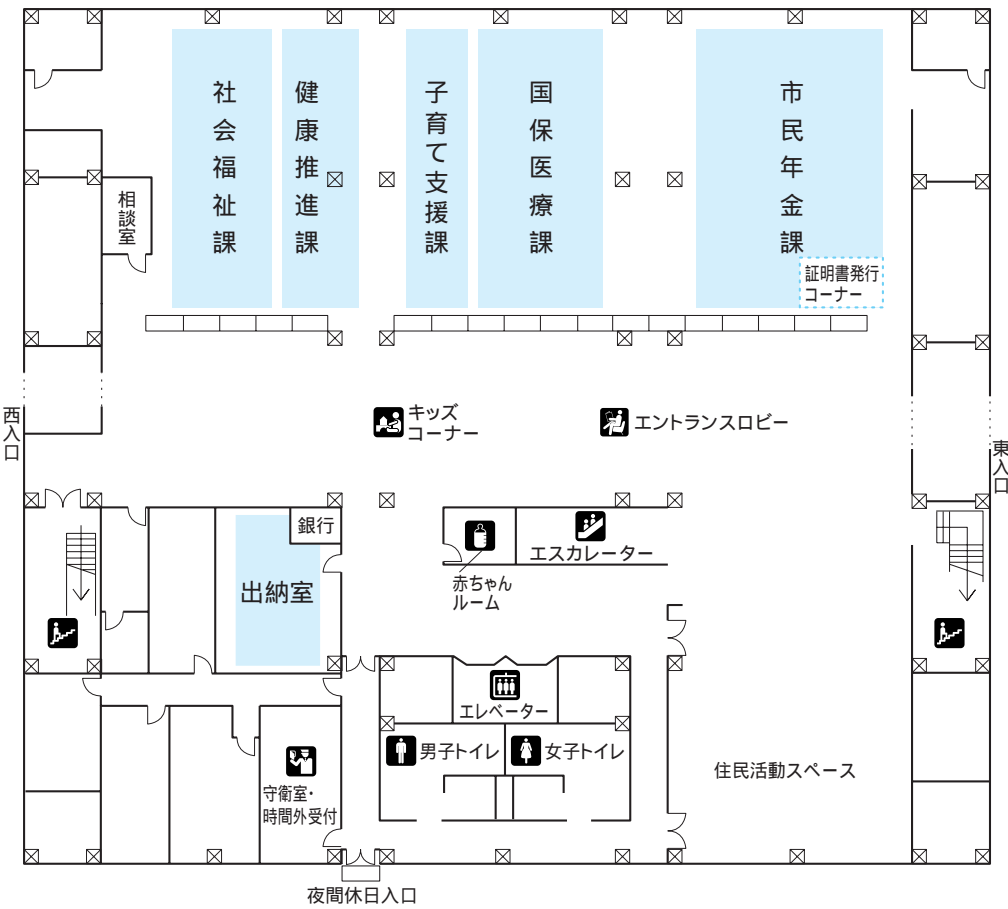 社会福祉課
健康推進課
子育て支援課
国保医療課
市民年金課
相談室
証明書発行
コーナー
西入口
キッズ
コーナー
エントランスロビー
東入口
銀行
エスカレーター
出納室
赤ちゃん
ルーム
エレベーター
男子トイレ
女子トイレ
住民活動スペース
守衛室・
時間外受付
夜間休日入口